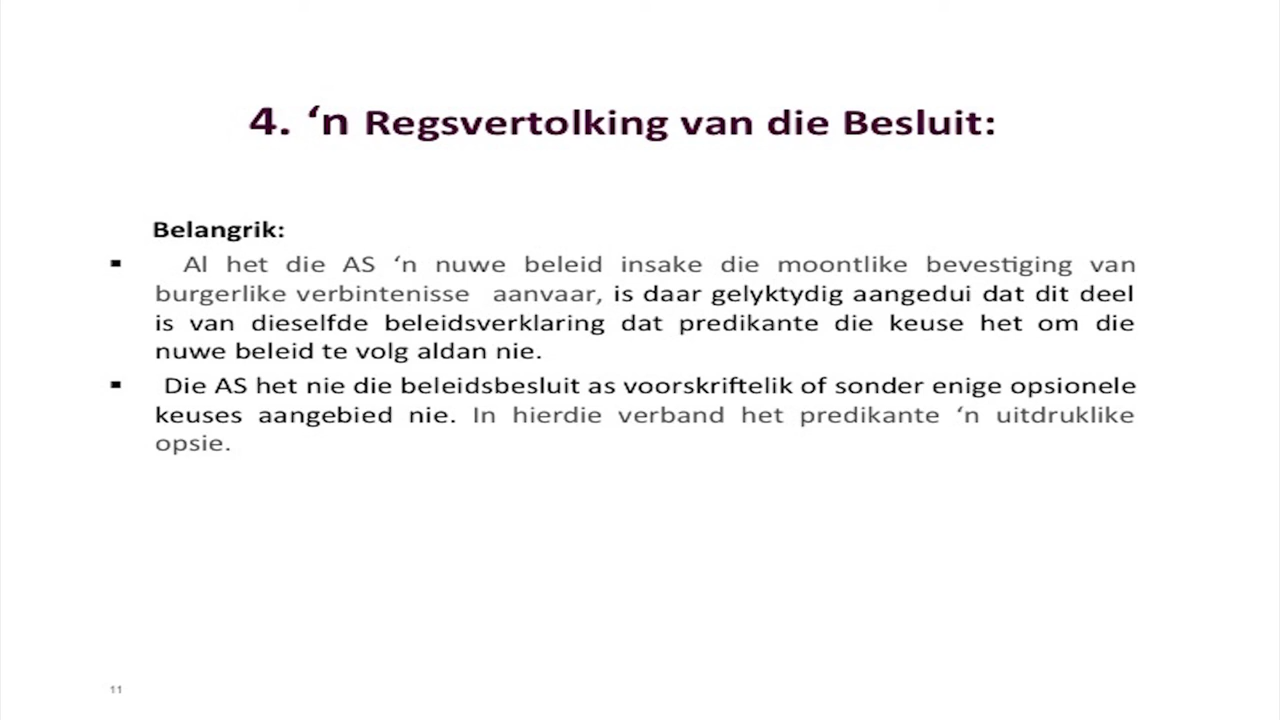 4. ‘n Regsvertolking van die Besluit:
Belangrik:
▪ Al het die AS ‘n nuwe beleid insake die moontlike bevestiging van
burgerlike verbintenisse aanvaar, is daar gelyktydig aangedui dat dit deel
is van dieselfde beleidsverklaring dat predikante die keuse het om die
nuwe beleid te volg aldan nie.
▪ Die AS het nie die beleidsbesluit as voorskriftelik of sonder enige opsionele
keuses aangebied nie. In hierdie verband het predikante ‘n uitdruklike
opsie.
11